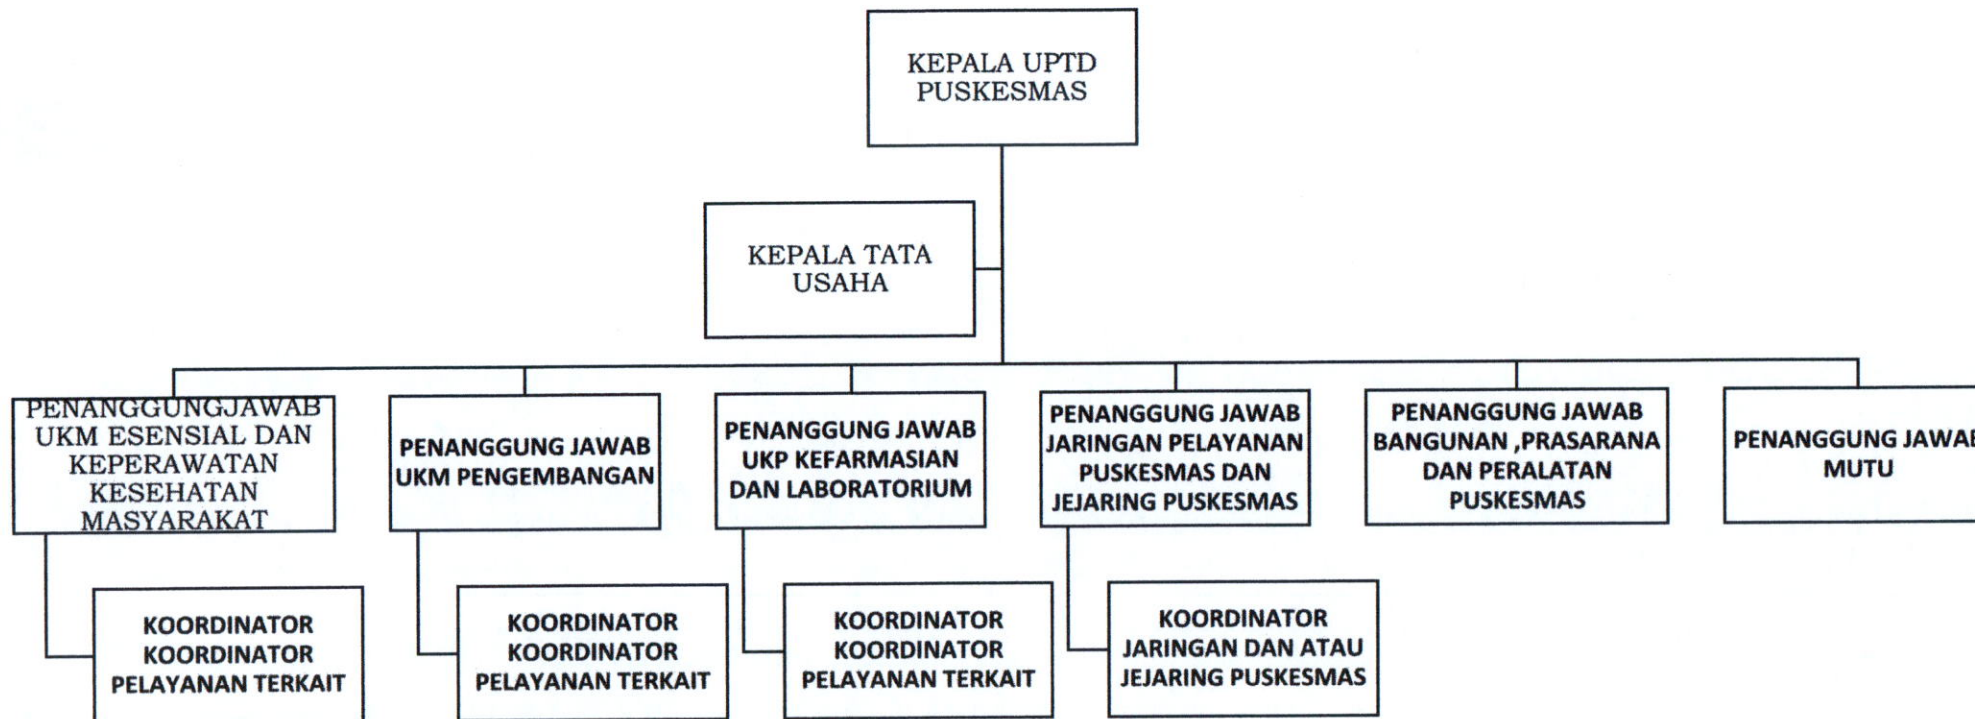 KEPALA UPTD
PUSKESMAS
KEPALA TATA
USAHA
PENANGGUNGJAWAB
UKM ESENSIAL DAN
KEPERAWATAN
KESEHATAN
MASYARAKAT
PENANGGUNG JAWAB
UKM PENGEMBANGAN
PENANGGUNG JAWAB
UKP KEFARMASIAN
DAN LABORATORIUM
PENANGGUNG JAWAB
JARINGAN PELAYANAN
PUSKESMAS DAN
JEJARING PUSKESMAS
PENANGGUNG JAWAB
BANGUNAN ,PRASARANA
DAN PERALATAN
PUSKESMAS
PENANGGUNG JAWAB
MUTU
KOORDINATOR
KOORDINATOR
PELAYANAN TERKAIT
KOORDINATOR
KOORDINATOR
PELAYANAN TERKAIT
KOORDINATOR
KOORDINATOR
PELAYANAN TERKAIT
KOORDINATOR
JARINGAN DAN ATAU
JEJARING PUSKESMAS